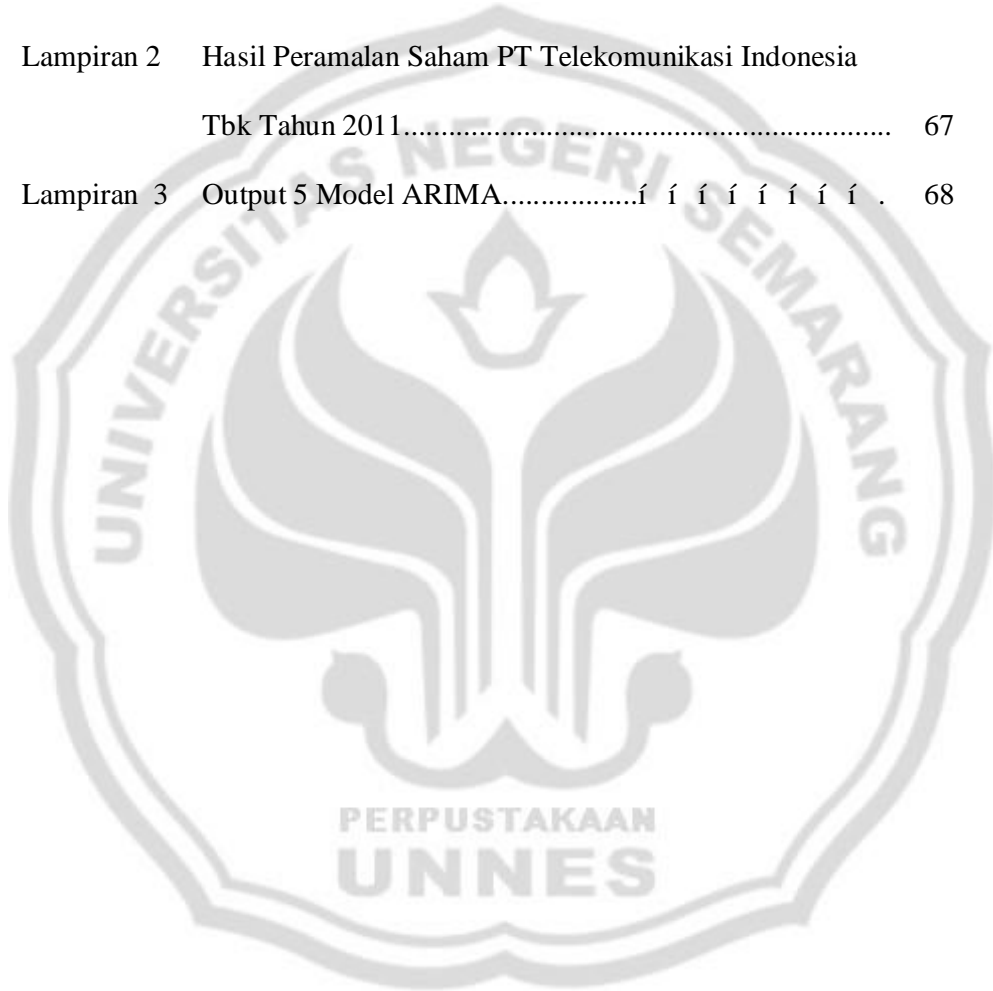 Lampiran 2 Hasil Peramalan Saham PT Telekomunikasi Indonesia
Tbk Tahun 2011................................................................. 67
Lampiran 3 Output 5 Model ARIMA..................í í í í í í í í . 68
UNIVERSITAS NEGERI SEMARANG
PERPUSTAKAAN
UNNES